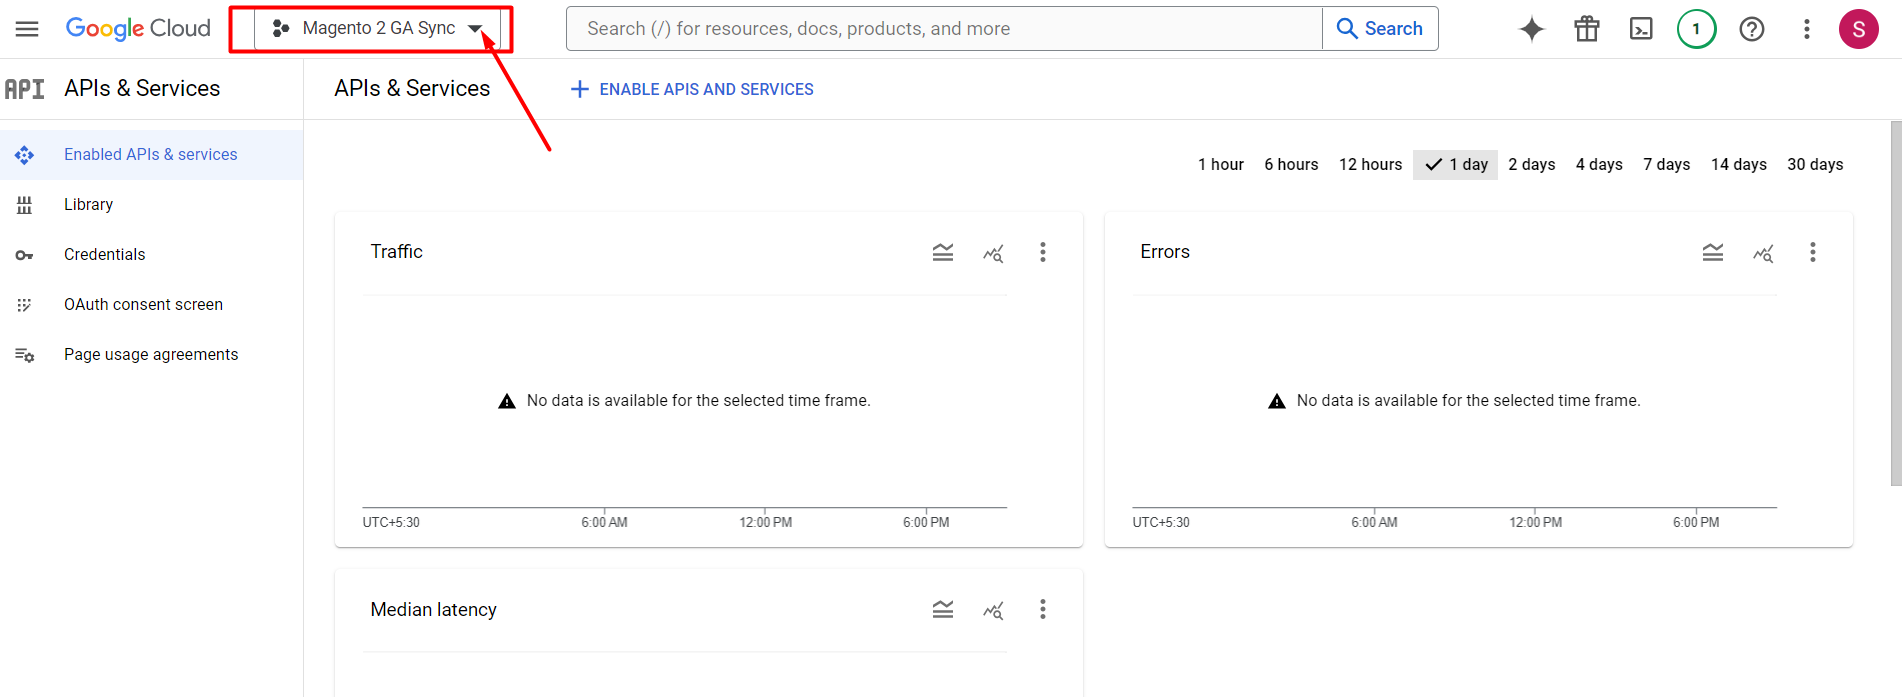 Google Cloud
Magento 2 GA Sync
Search (/) for resources, docs, products, and more
Search
1
S
API
APIs & Services
APIs & Services
ENABLE APIS AND SERVICES
Enabled APIs & services
Library
Credentials
OAuth consent screen
Page usage agreements
1 hour 6 hours 12 hours 1 day 2 days 4 days 7 days 14 days 30 days
Traffic
No data is available for the selected time frame.
UTC+5:30 6:00 AM 12:00 PM 6:00 PM
Errors
No data is available for the selected time frame.
UTC+5:30 6:00 AM 12:00 PM 6:00 PM
Median latency